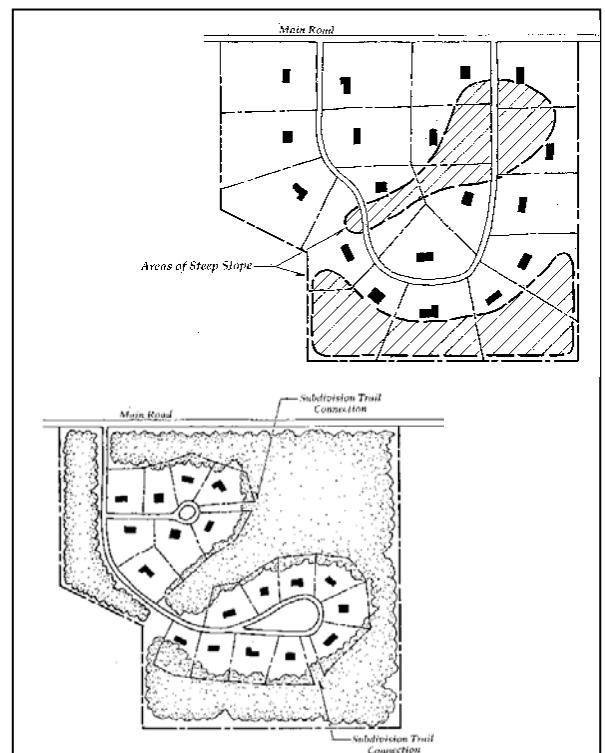 Main Road
Areas of Steep Slope
Subdivision Trail
Connection
Main Road
Subdivision Trail
Connection